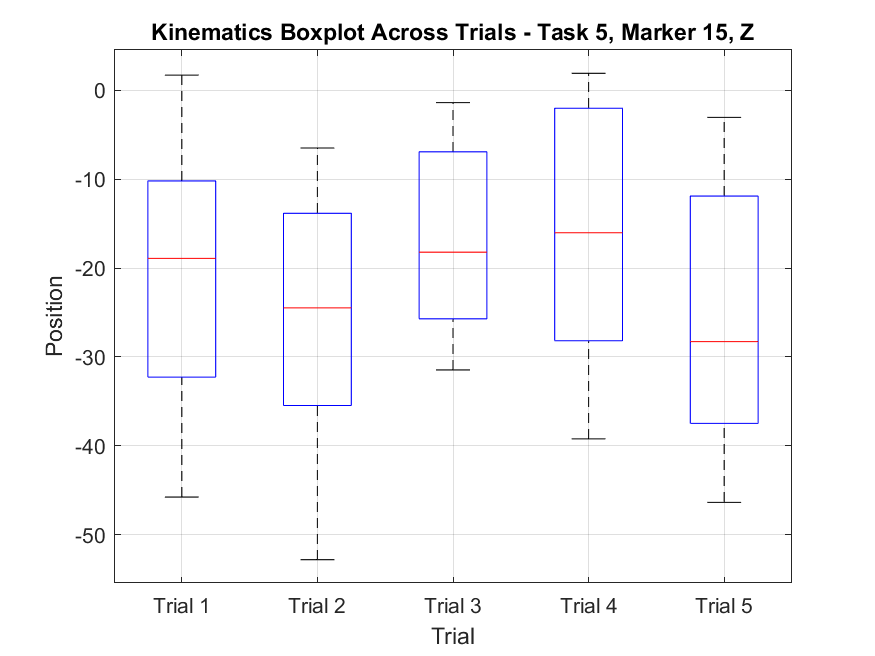 Kinematics Boxplot Across Trials - Task 5, Marker 15, Z
0
-10
-20
-30
-40
-50
Position
Trial 1 Trial 2 Trial 3 Trial 4 Trial 5
Trial